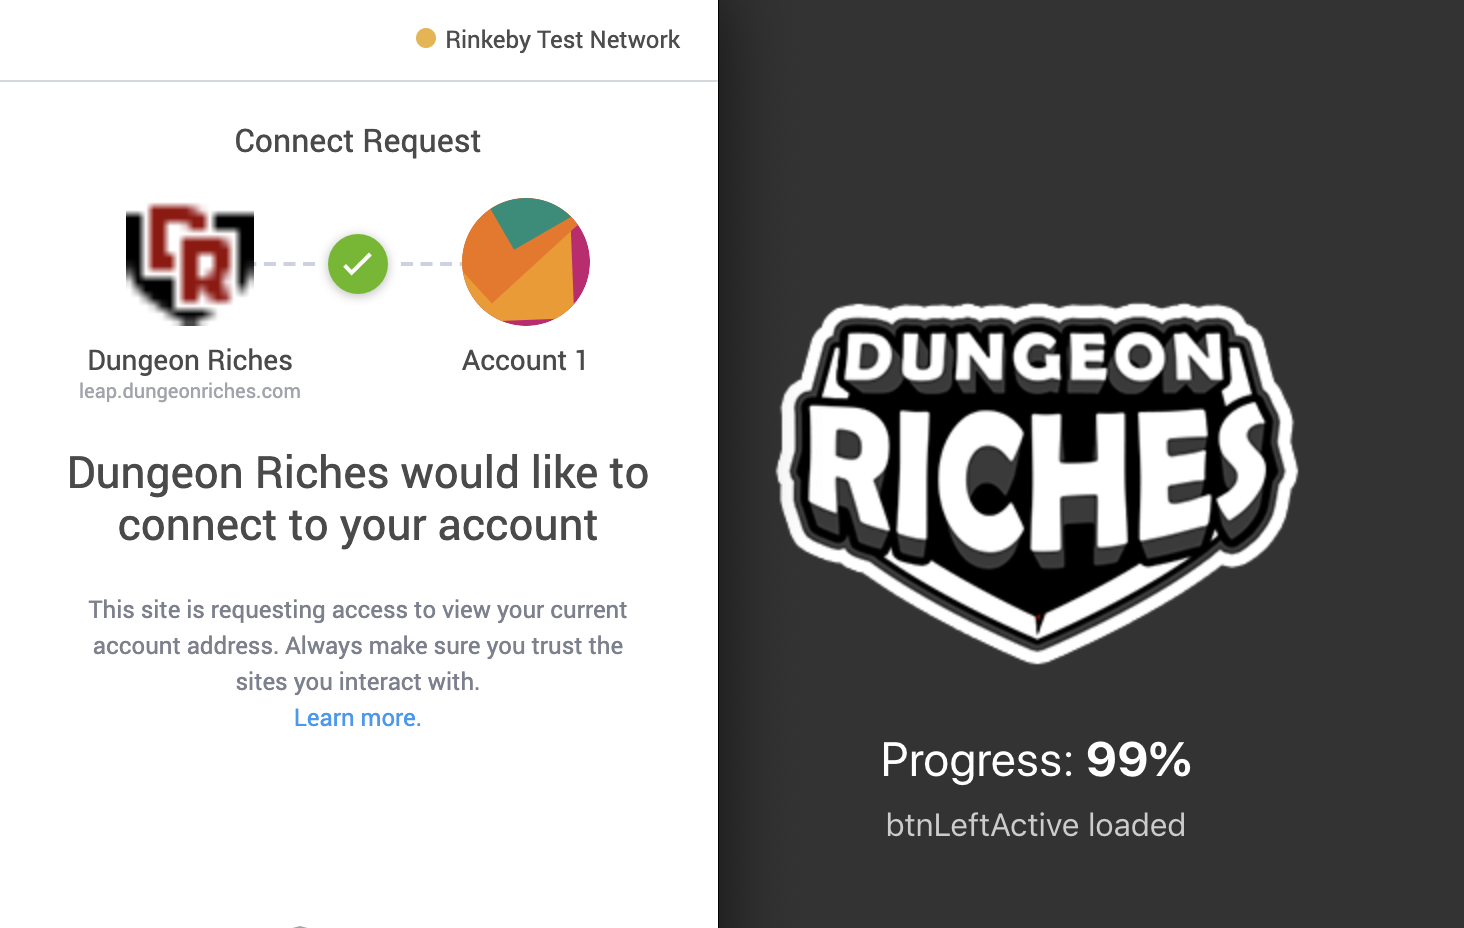 Rinkeby Test Network
Connect Request
DR
Dungeon Riches
leap.dungeonriches.com
Account 1
Dungeon Riches would like to
connect to your account
This site is requesting access to view your current
account address. Always make sure you trust the
sites you interact with.
Learn more.
DUNGEON
RICHES
Progress: 99%
btnLeftActive loaded